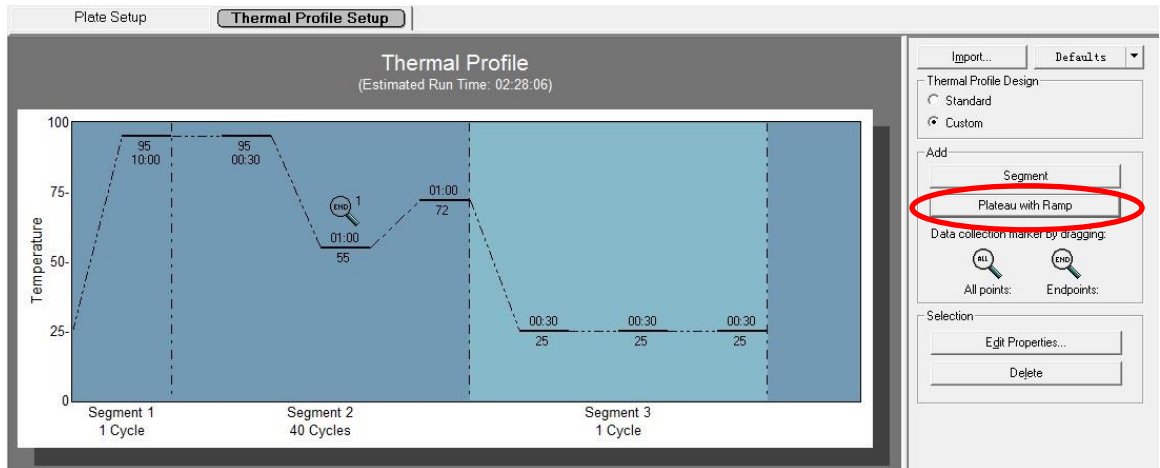 Plate Setup
Thermal Profile Setup
Thermal Profile
(Estimated Run Time: 02:28:06)
100
75-
50-
25-
0
Temperature
95
10:00
95
00:30
END 1
01:00
55
01:00
72
00:30
25
00:30
25
00:30
25
Segment 1
1 Cycle
Segment 2
40 Cycles
Segment 3
1 Cycle
Import...
Defaults
Thermal Profile Design
Standard
Custom
Add
Segment
Plateau with Ramp
Data collection marker by dragging:
ALL
END
All points:
Endpoints:
Selection
Edit Properties...
Delete